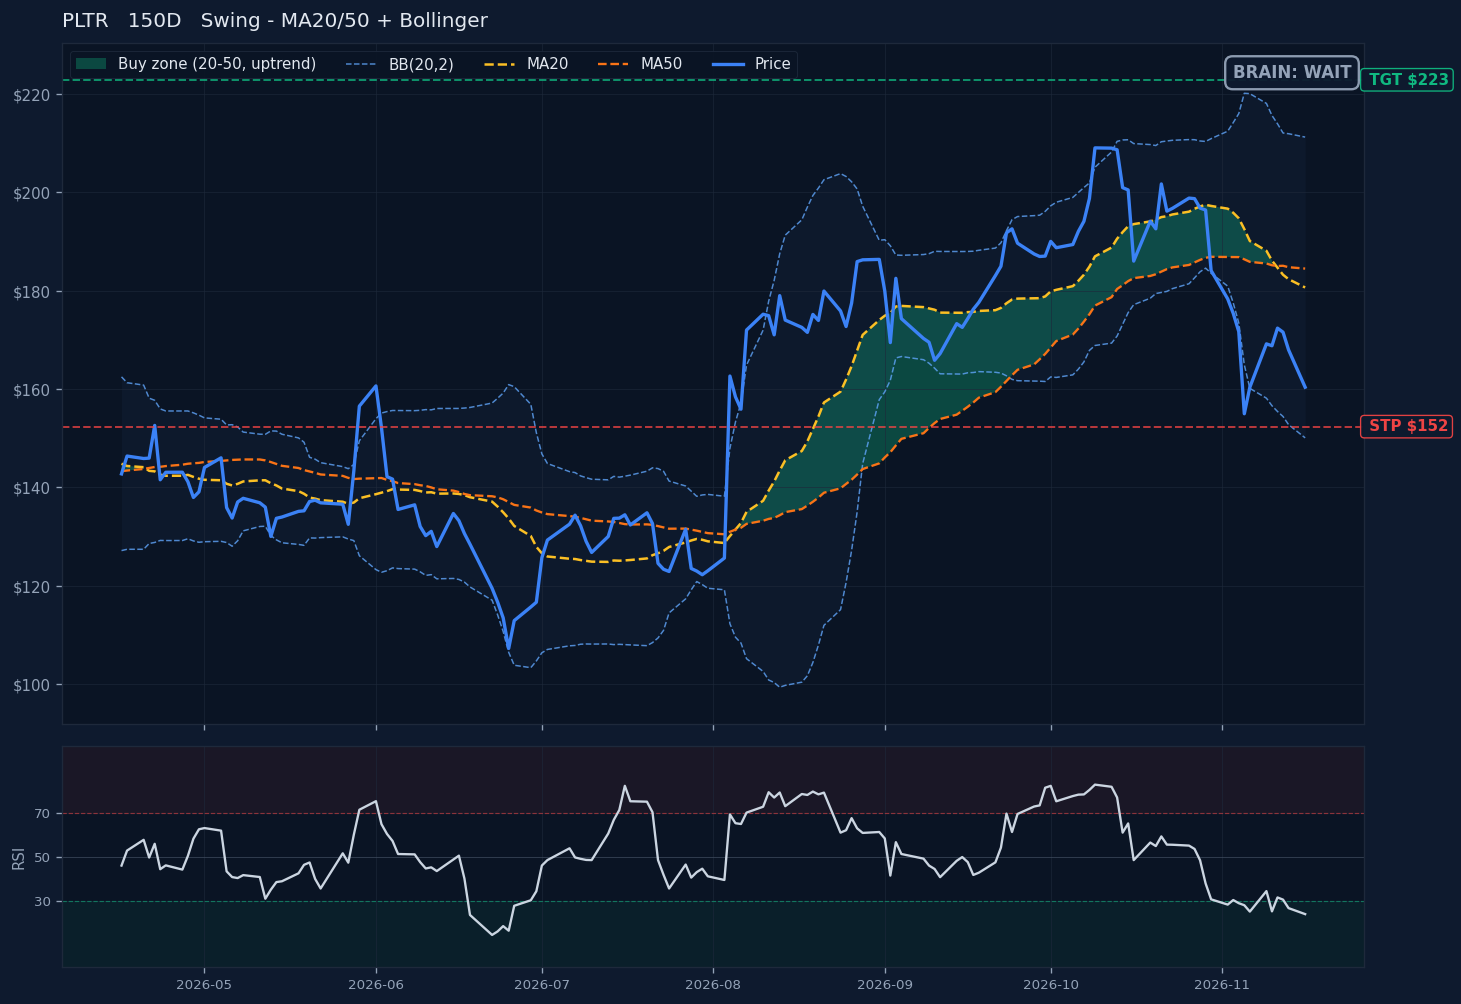 PLTR 150D Swing - MA20/50 + Bollinger
Buy zone (20-50, uptrend) BB(20,2) MA20 MA50 Price
BRAIN: WAIT
TGT $223
$220
$200
$180
$160
STP $152
$140
$120
$100
70
50
30
RSI
2026-05 2026-06 2026-07 2026-08 2026-09 2026-10 2026-11